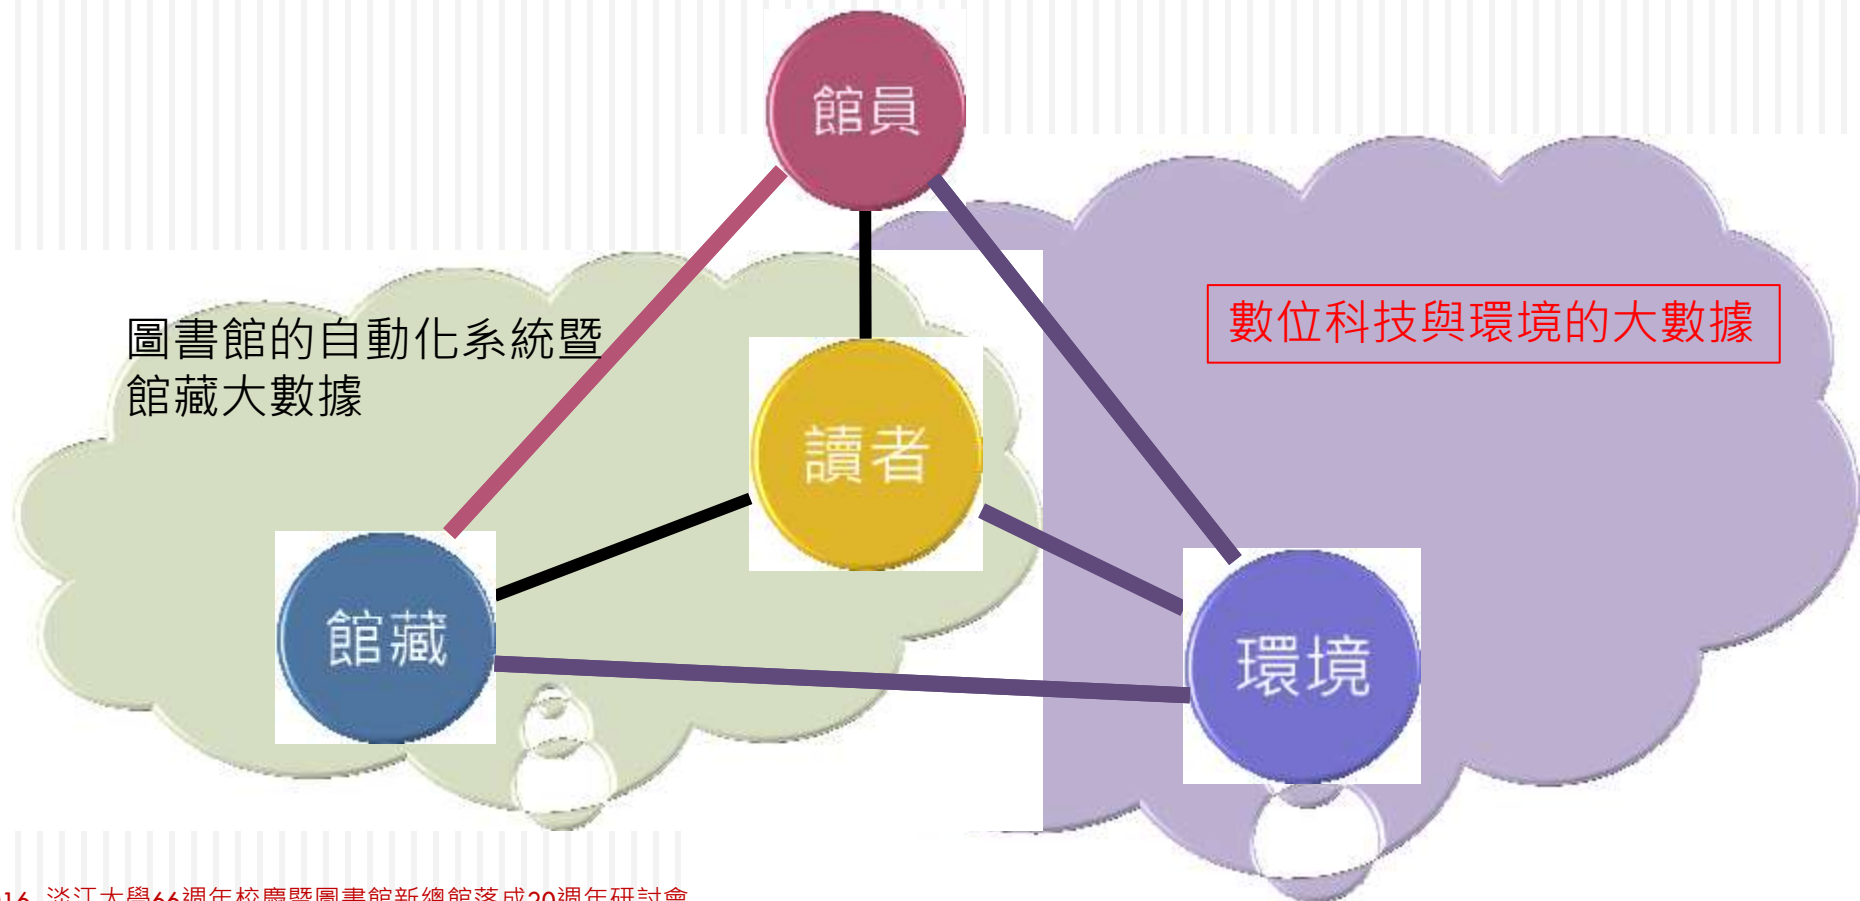 館員
圖書館的自動化系統暨
館藏大數據
數位科技與環境的大數據
讀者
館藏
環境
16 淡江大學66週年校慶暨圖書館新總館落成20週年研討會